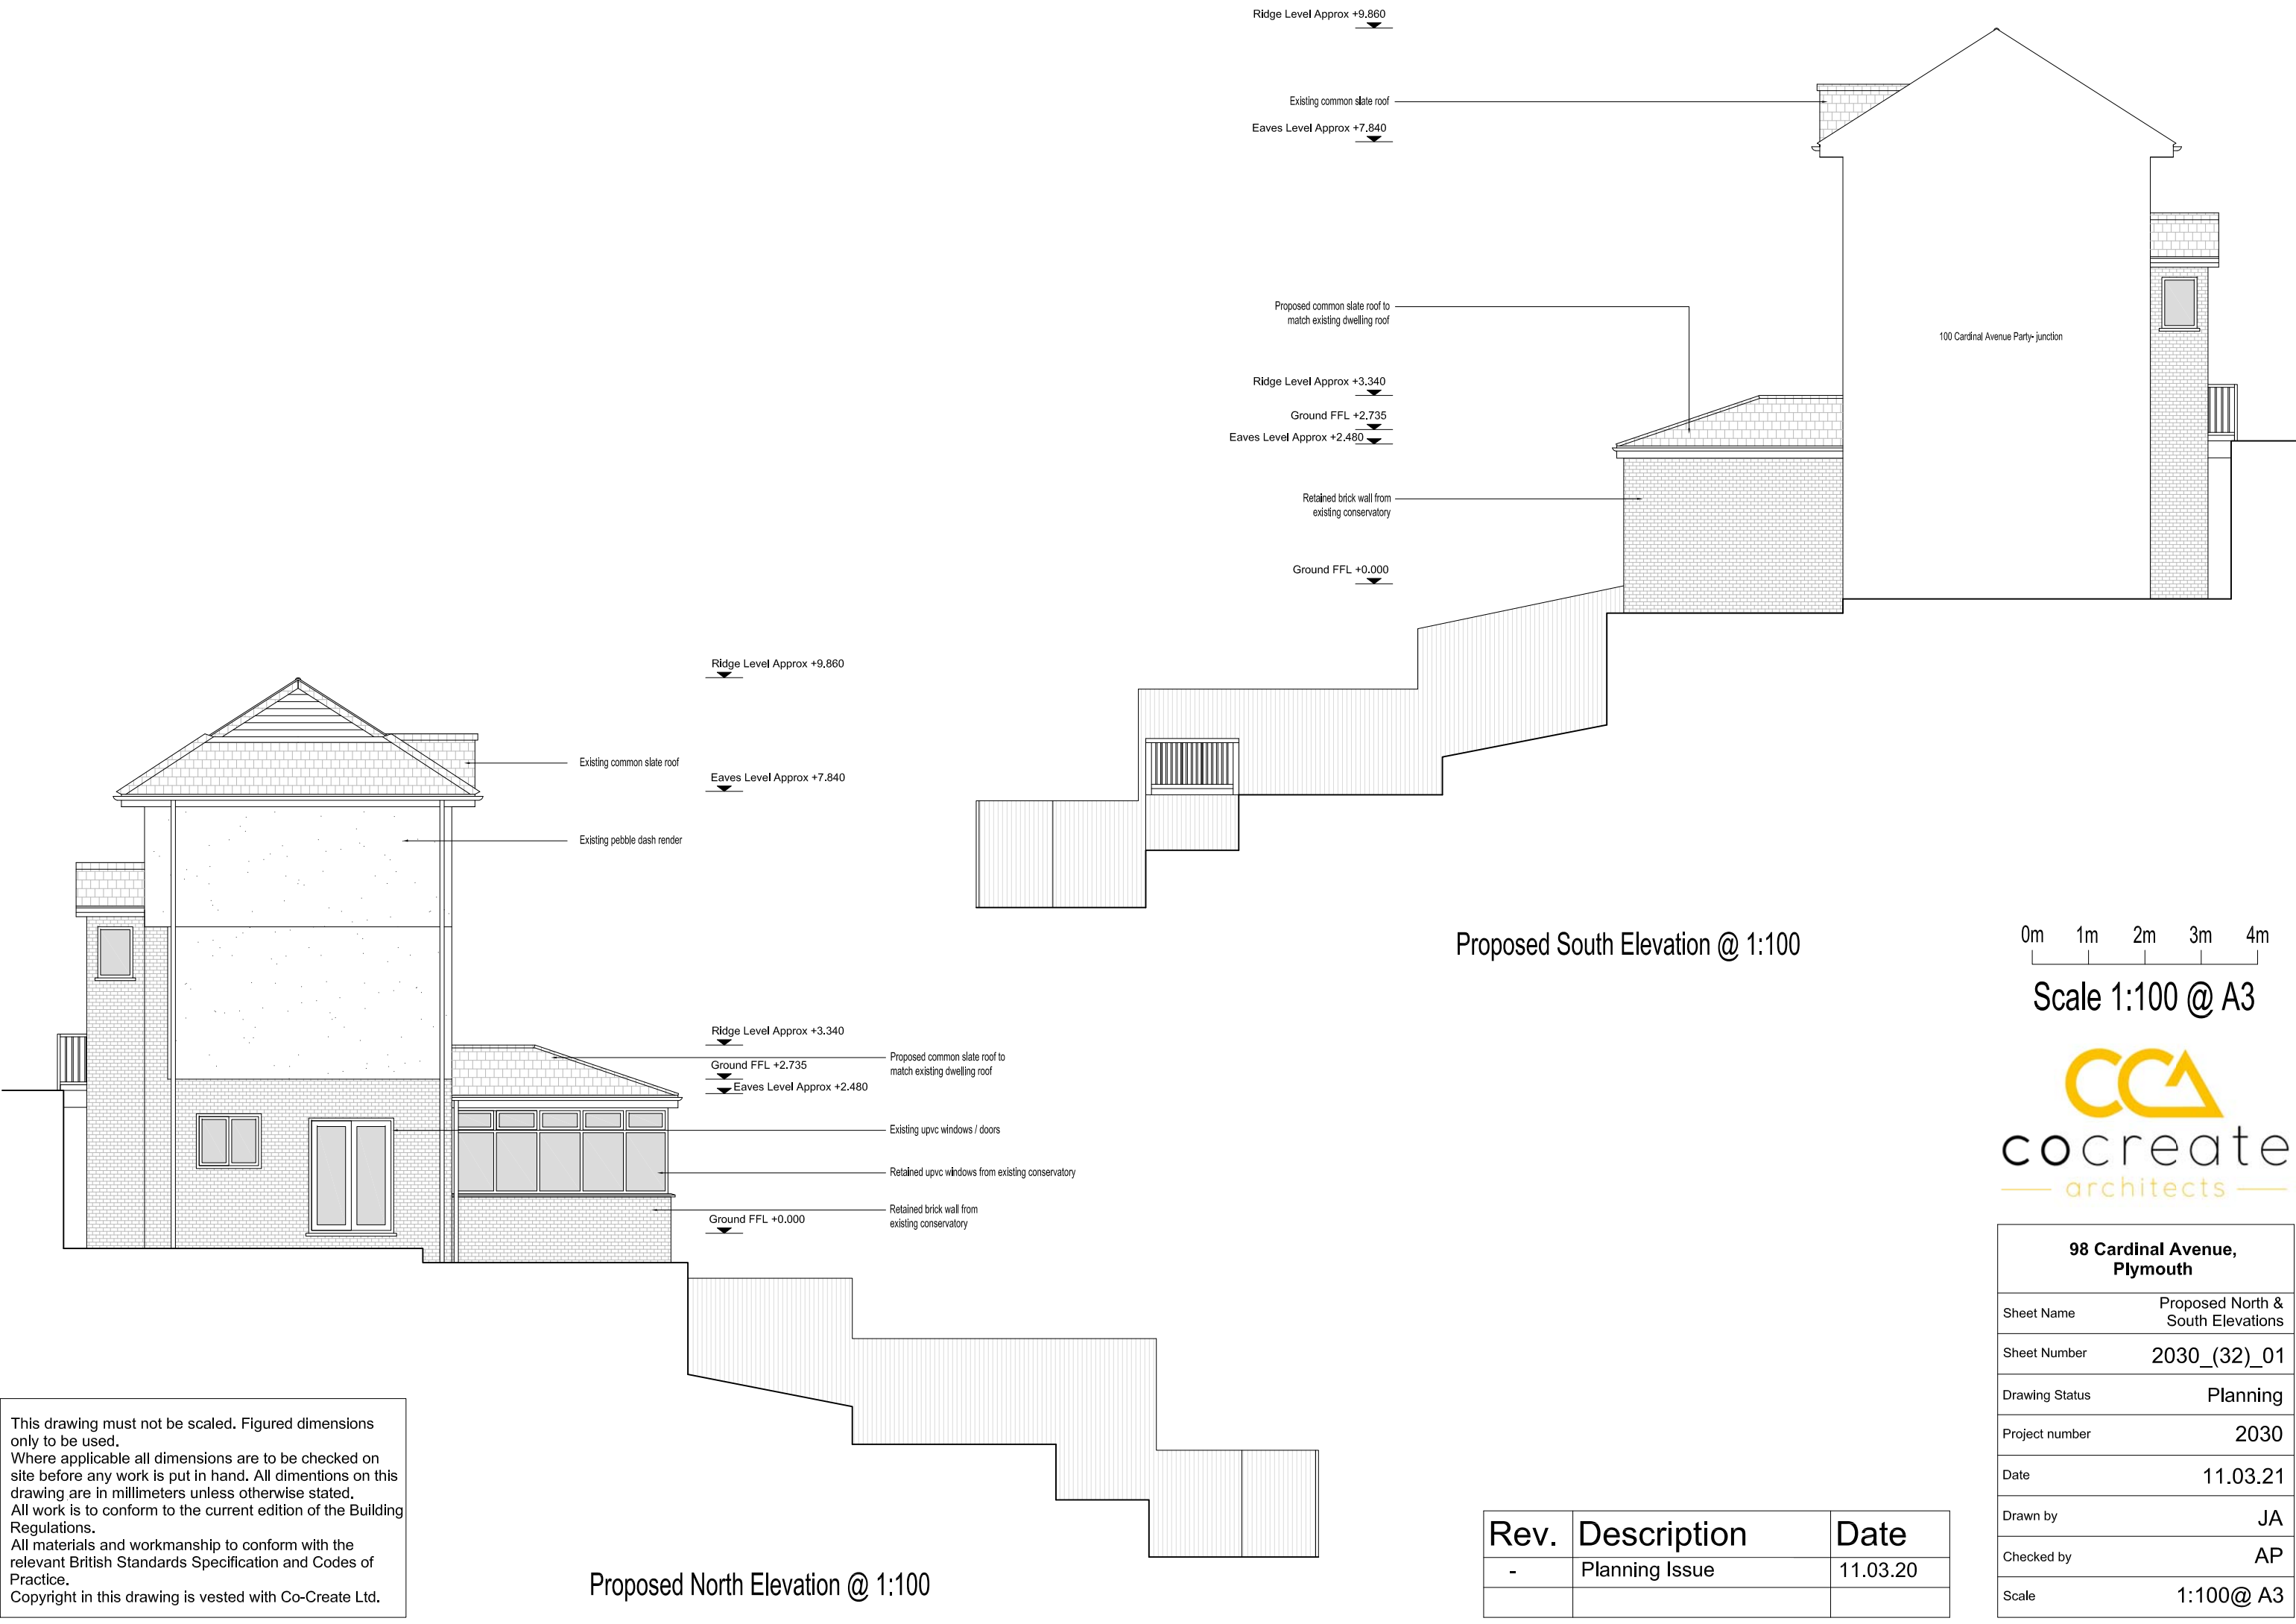 Ridge Level Approx +9.860
Existing common slate roof
Eaves Level Approx +7.840
Proposed common slate roof to
match existing dwelling roof
100 Cardinal Avenue Party- junction
Ridge Level Approx +3.340
Ground FFL +2.735
Eaves Level Approx +2.480
Retained brick wall from
existing conservatory
Ground FFL +0.000
Proposed South Elevation @ 1:100
Ridge Level Approx +9.860
Existing common slate roof
Eaves Level Approx +7.840
Existing pebble dash render
Ridge Level Approx +3.340
Proposed common slate roof to
match existing dwelling roof
Ground FFL +2.735
Eaves Level Approx +2.480
Existing upvc windows / doors
Retained upvc windows from existing conservatory
Retained brick wall from
existing conservatory
Ground FFL +0.000
Proposed North Elevation @ 1:100
0m 1m 2m 3m 4m
Scale 1:100 @ A3
CCA
cocreate
architects
98 Cardinal Avenue,
Plymouth
Sheet Name Proposed North &
South Elevations
Sheet Number 2030_(32)_01
Drawing Status Planning
Project number 2030
Date 11.03.21
Drawn by JA
Checked by AP
Scale 1:100@ A3
Rev. Description Date
- Planning Issue 11.03.20
This drawing must not be scaled. Figured dimensions
only to be used.
Where applicable all dimensions are to be checked on
site before any work is put in hand. All dimentions on this
drawing are in millimeters unless otherwise stated.
All work is to conform to the current edition of the Building
Regulations.
All materials and workmanship to conform with the
relevant British Standards Specification and Codes of
Practice.
Copyright in this drawing is vested with Co-Create Ltd.